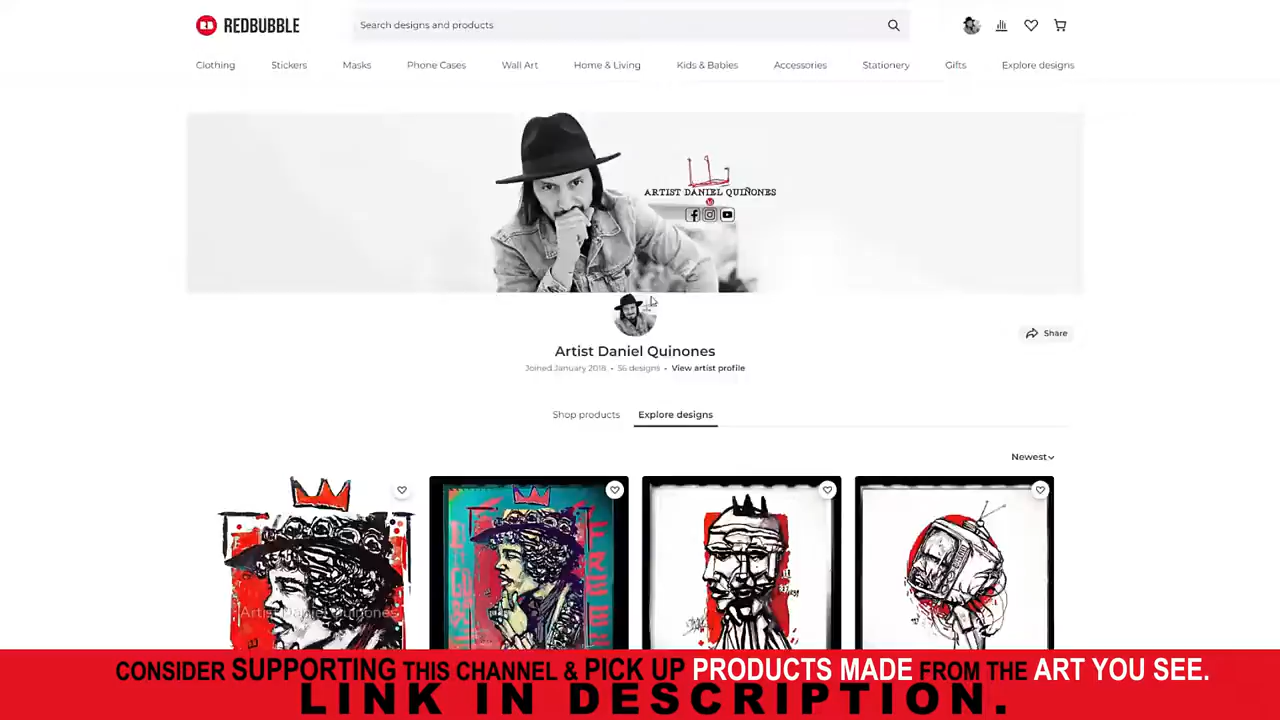 REDBUBBLE
Search designs and products
Clothing Stickers Masks Phone Cases Wall Art Home & Living Kids & Babies Accessories Stationery Gifts Explore designs
ARTIST DANIEL QUIÑONES
Artist Daniel Quinones
Joined January 2018 • 56 designs • View artist profile
Share
Shop products Explore designs
Newest
Artist Daniel Quinones
CONSIDER SUPPORTING THIS CHANNEL & PICK UP PRODUCTS MADE FROM THE ART YOU SEE.
LINK IN DESCRIPTION.